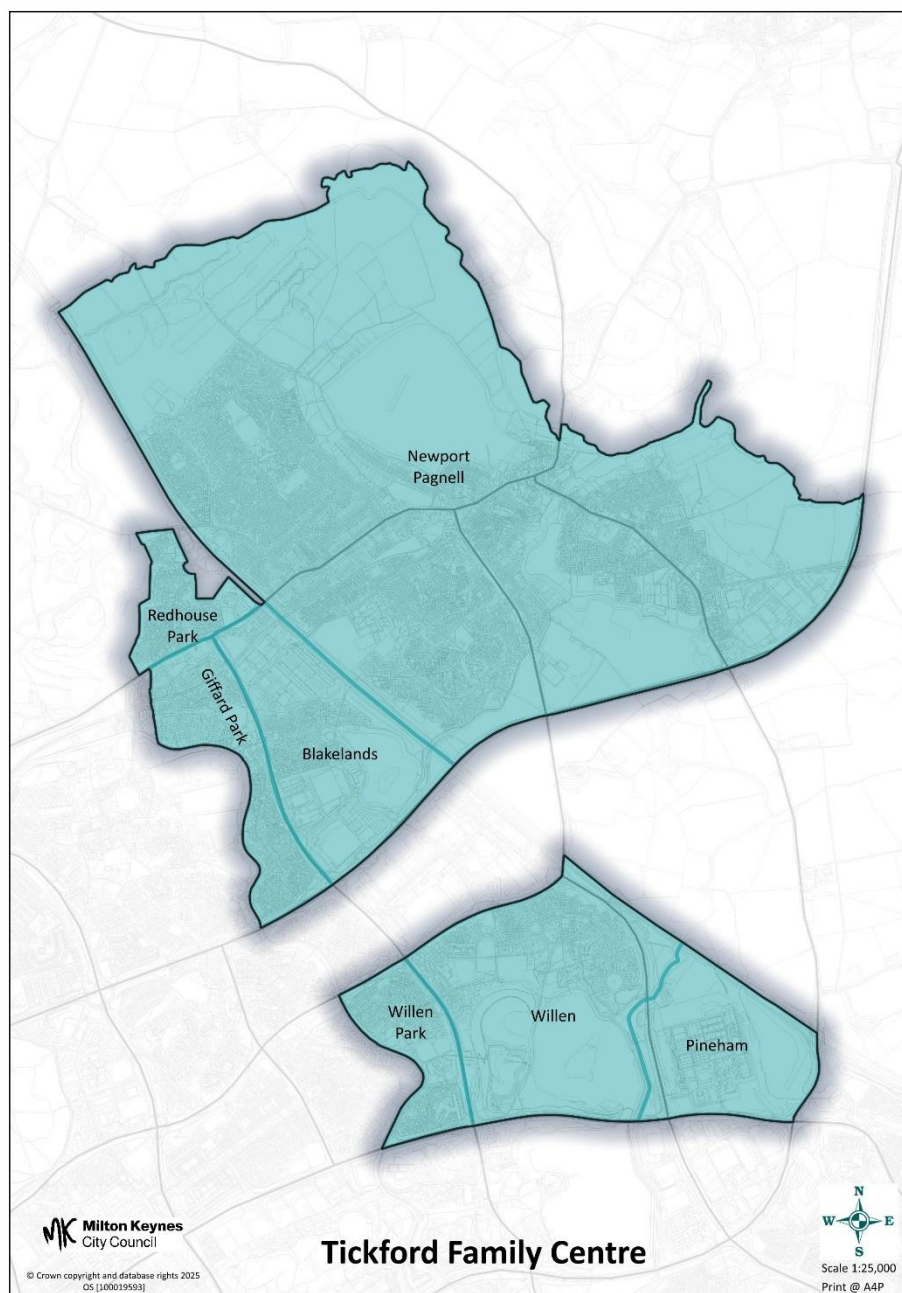 Newport
Pagnell
Redhouse
Park
Giffard Park
Blakelands
Willen
Park
Willen
Pineham
MK Milton Keynes
City Council
© Crown copyright and database rights 2025
OS [100019593]
Tickford Family Centre
N
W E
S
Scale 1:25,000
Print @ A4P